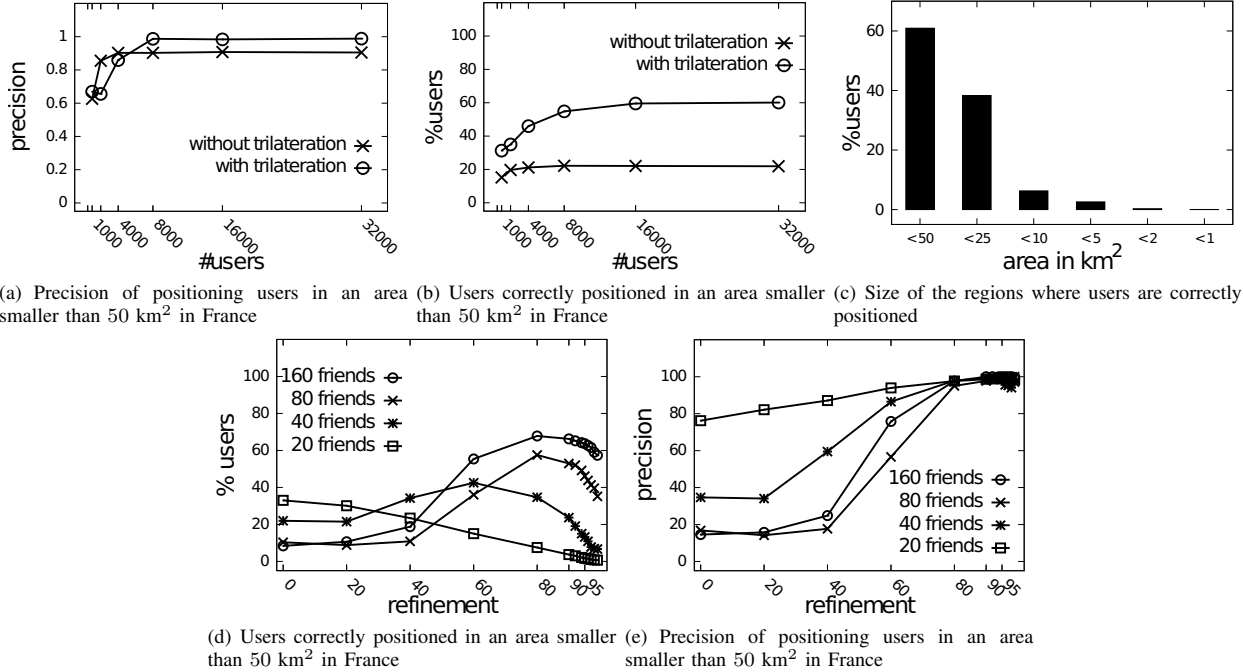 precision
1
0.8
0.6
0.4
0.2
0
without trilateration
with trilateration
1000
4000
8000
16000
32000
#users
%users
100
80
60
40
20
0
without trilateration
with trilateration
1000
4000
8000
16000
32000
#users
%users
60
40
20
0
<50
<25
<10
<5
<2
<1
area in km²
(a) Precision of positioning users in an area
smaller than 50 km² in France
(b) Users correctly positioned in an area smaller
than 50 km² in France
(c) Size of the regions where users are correctly
positioned
% users
100
80
60
40
20
0
160 friends
80 friends
40 friends
20 friends
0
20
40
60
80
90
95
refinement
precision
100
80
60
40
20
0
160 friends
80 friends
40 friends
20 friends
0
20
40
60
80
90
95
refinement
(d) Users correctly positioned in an area smaller
than 50 km² in France
(e) Precision of positioning users in an area
smaller than 50 km² in France